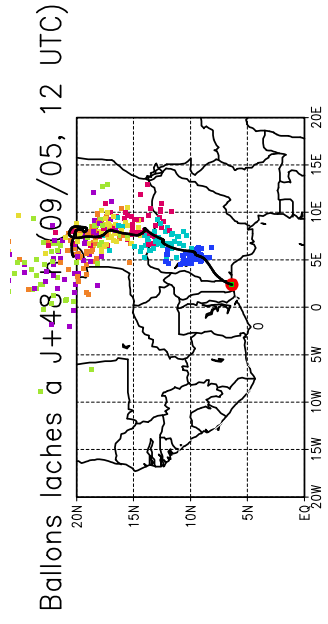 Ballons laches a J+48 h (09/05, 12 UTC)
20N
15N
10N
5N
EQ
20W
15W
10W
5W
0
5E
10E
15E
20E
0